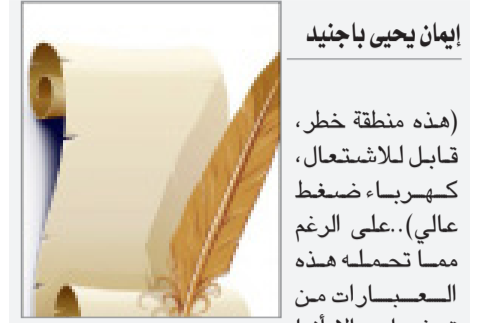 إيمان يحيى باجنيد
(هذه منطقة خطر،
قابل للاشتعال،
كهرباء ضغط
عالي)..على الرغم
مما تحمله هذه
العبارات من